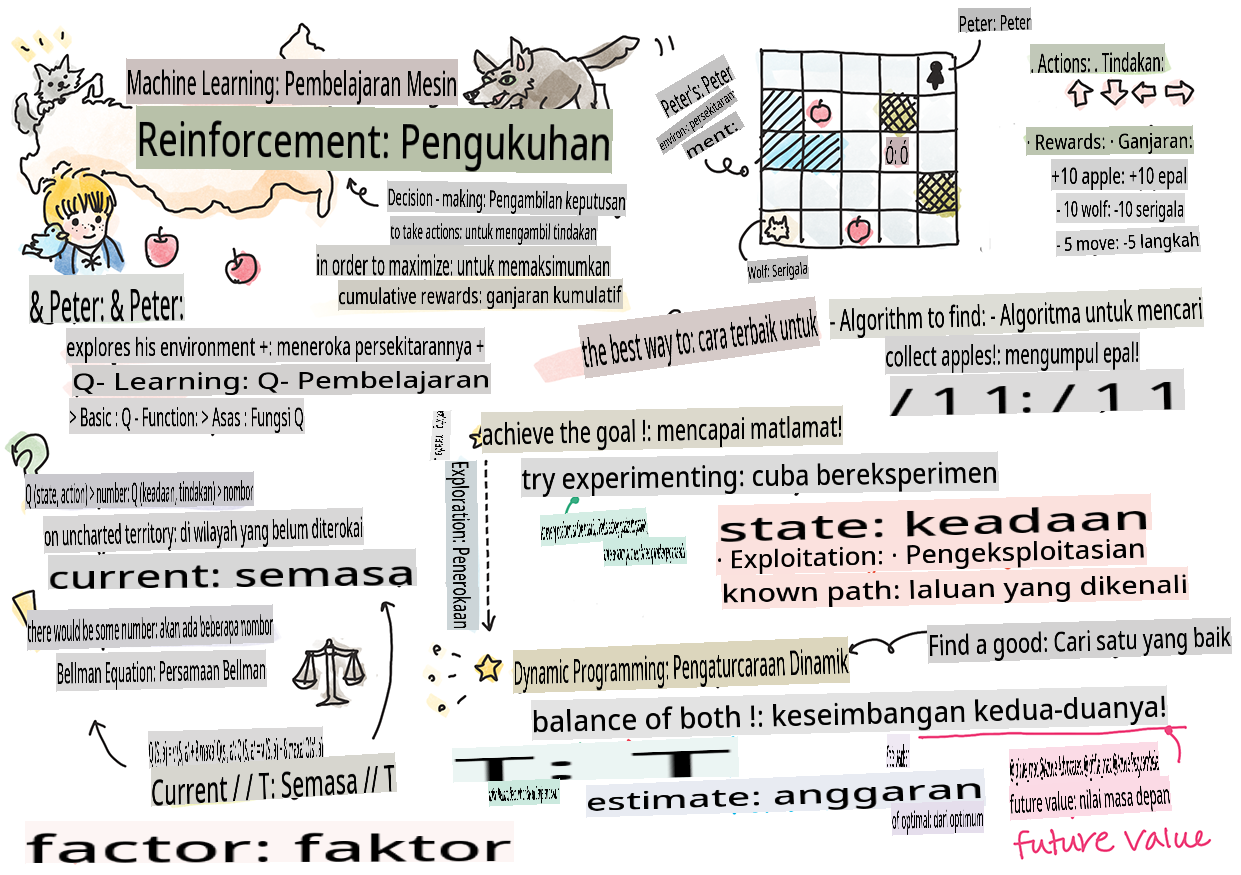 Machine Learning: Pembelajaran Mesin
Reinforcement: Pengukuhan
Decision - making: Pengambilan keputusan
to take actions: untuk mengambil tindakan
in order to maximize: untuk memaksimumkan
cumulative rewards: ganjaran kumulatif
& Peter: & Peter:
explores his environment +: meneroka persekitarannya +
Q- Learning: Q- Pembelajaran
> Basic : Q - Function: > Asas : Fungsi Q
Peter: Peter
Peter's: Peter
environ-: persekitaran:
ment:
Ó: Ó
Wolf: Serigala
. Actions: . Tindakan:
· Rewards: · Ganjaran:
+10 apple: +10 epal
- 10 wolf: -10 serigala
- 5 move: -5 langkah
the best way to: cara terbaik untuk
- Algorithm to find: - Algoritma untuk mencari
collect apples!: mengumpul epal!
/ 1 1: / 1 1
Q (state, action) > number: Q (keadaan, tindakan) > nombor
on uncharted territory: di wilayah yang belum diterokai
current: semasa
there would be some number: akan ada beberapa nombor
Bellman Equation: Persamaan Bellman
Current / / T: Semasa // T
factor: faktor
achieve the goal !: mencapai matlamat!
Exploration: Penerokaan
try experimenting: cuba bereksperimen
state: keadaan
· Exploitation: · Pengeksploitasian
known path: laluan yang dikenali
Find a good: Cari satu yang baik
Dynamic Programming: Pengaturcaraan Dinamik
balance of both !: keseimbangan kedua-duanya!
T: T
estimate: anggaran
of optimal: dari optimum
future value: nilai masa depan
future value